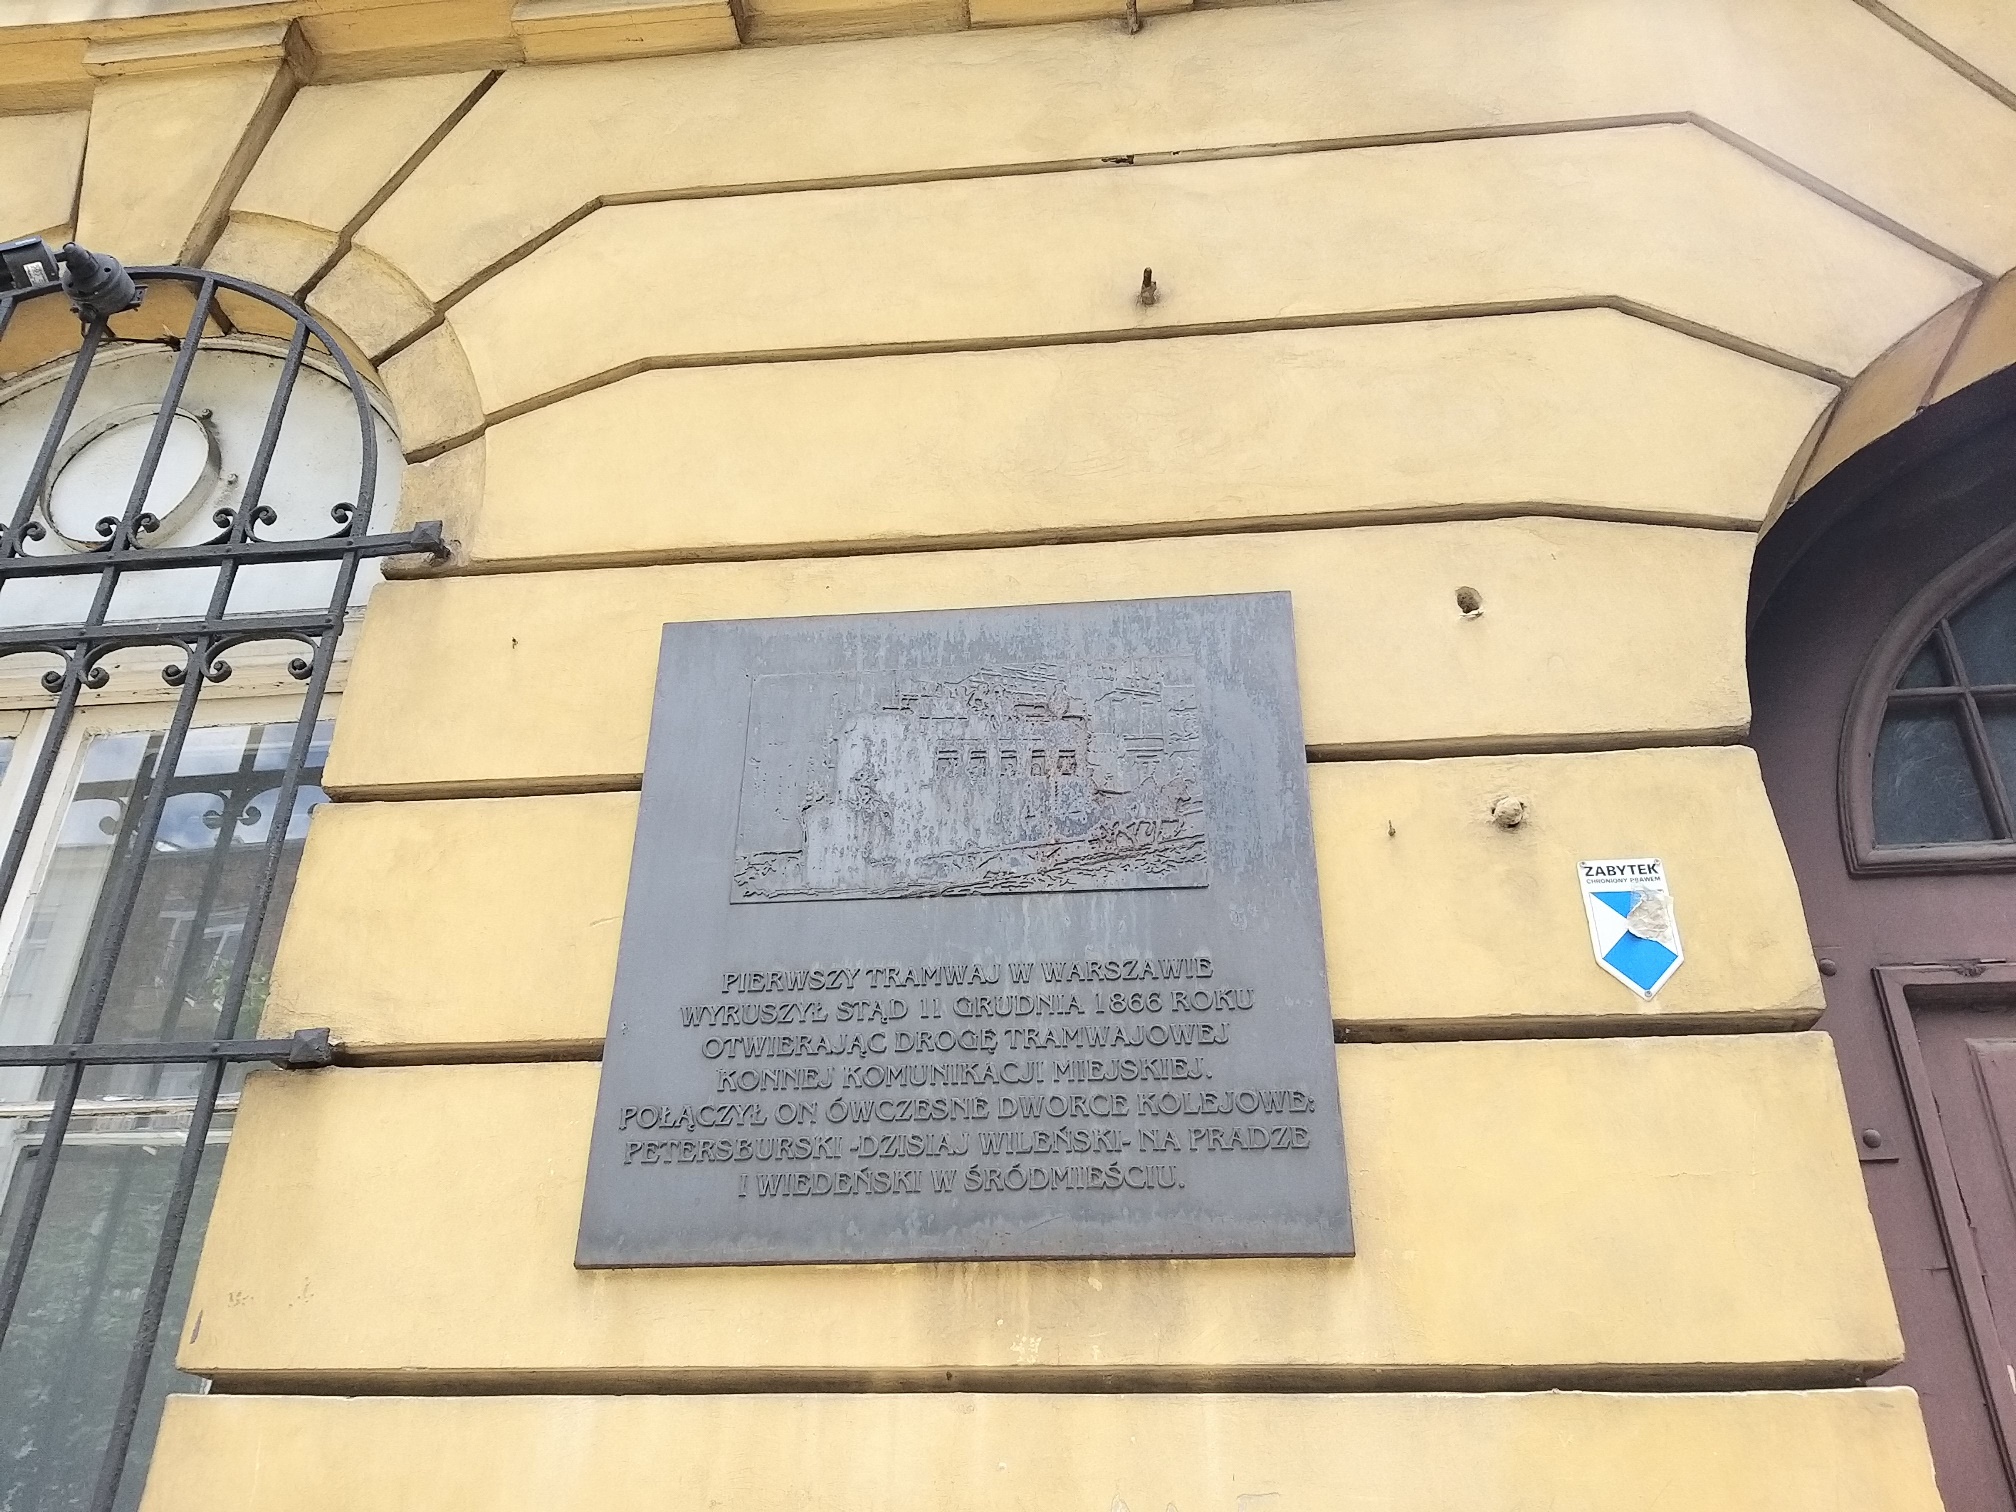 PIERWSZY TRAMWAJ W WARSZAWIE
WYRUSZYŁ STĄD 11 GRUDNIA 1866 ROKU
OTWIERAJĄC DROGĘ TRAMWAJOWEJ
KONNEJ KOMUNIKACJI MIEJSKIEJ.
POŁĄCZYŁ ON ÓWCZESNE DWORCE KOLEJOWE:
PETERSBURSKI -DZISIAJ WILEŃSKI- NA PRADZE
I WIEDEŃSKI W ŚRÓDMIEŚCIU.
ZABYTEK
CHRONIONY PRAWEM